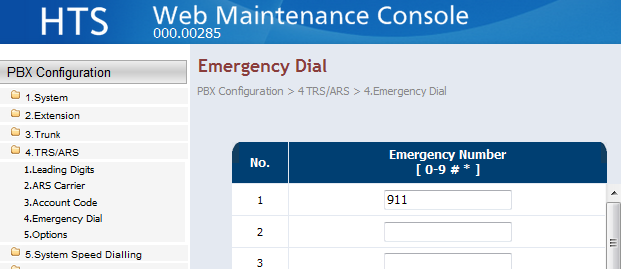 HTS Web Maintenance Console
000.00285
PBX Configuration
1.System
2.Extension
3.Trunk
4.TRS/ARS
1.Leading Digits
2.ARS Carrier
3.Account Code
4.Emergency Dial
5.Options
5.System Speed Dialling
Emergency Dial
PBX Configuration > 4 TRS/ARS > 4.Emergency Dial
No. Emergency Number
[ 0-9 # * ]
1 911
2
3